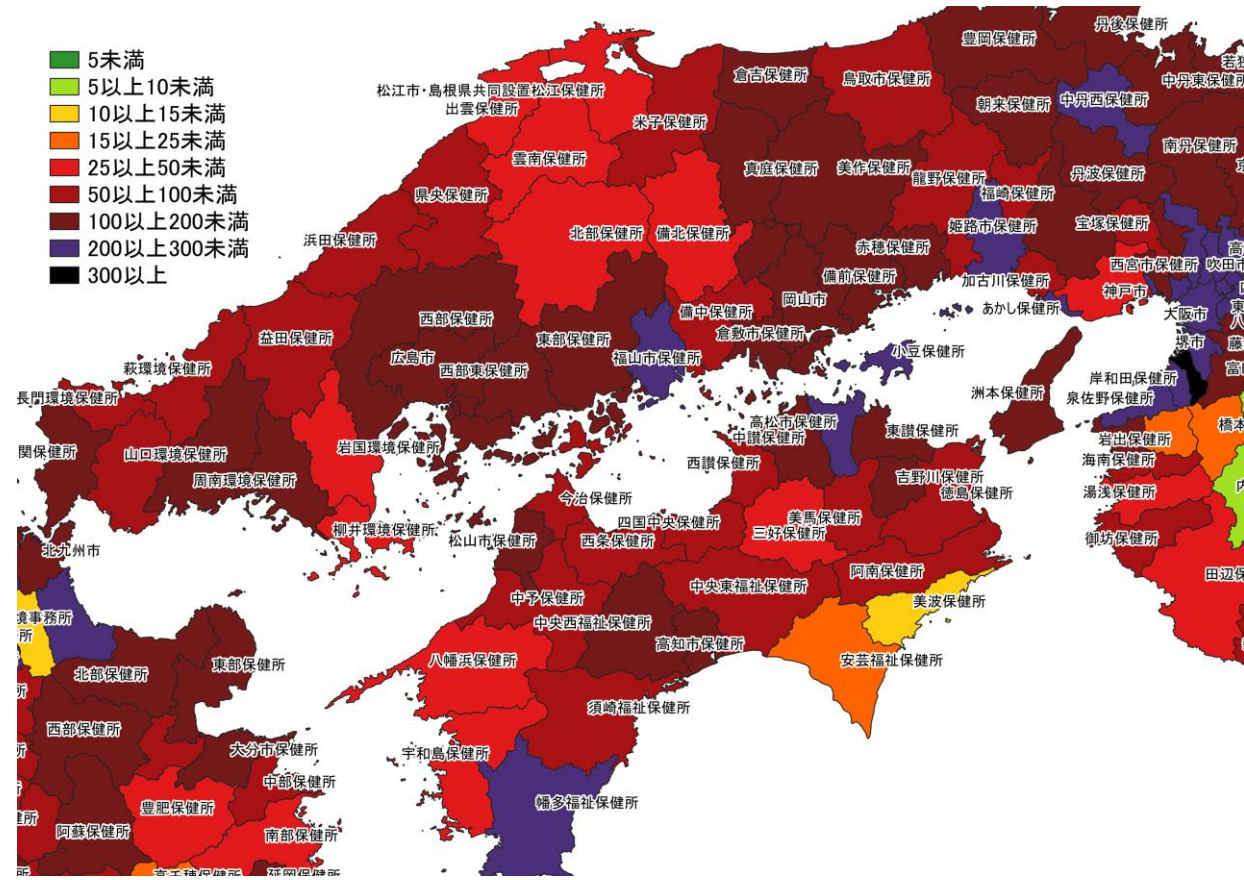 5未満
5以上10未満
10以上15未満
15以上25未満
25以上50未満
50以上100未満
100以上200未満
200以上300未満
300以上
丹後保健所
豊岡保健所
若狭
倉吉保健所
鳥取市保健所
中丹東保健所
松江市・島根県共同設置松江保健所
中丹西保健所
出雲保健所
朝来保健所
米子保健所
南丹保健所
雲南保健所
真庭保健所
美作保健所
丹波保健所
龍野保健所
県央保健所
福崎保健所
姫路市保健所
宝塚保健所
北部保健所
備北保健所
浜田保健所
赤穂保健所
西宮市保健所
吹田市
備前保健所
加古川保健所
神戸市
岡山市
あかし保健所
大阪市
備中保健所
西部保健所
倉敷市保健所
益田保健所
東部保健所
堺市
広島市
福山市保健所
小豆保健所
萩環境保健所
西部東保健所
岸和田保健所
長門環境保健所
洲本保健所
泉佐野保健所
高松市保健所
東讃保健所
中讃保健所
岩出保健所
橋本
岩国環境保健所
関保健所
山口環境保健所
西讃保健所
海南保健所
周南環境保健所
吉野川保健所
徳島保健所
湯浅保健所
今治保健所
四国中央保健所
美馬保健所
柳井環境保健所
三好保健所
御坊保健所
松山市保健所
西条保健所
北九州市
阿南保健所
田辺保
中央東福祉保健所
中予保健所
美波保健所
境事務所
所
中央西福祉保健所
高知市保健所
東部保健所
八幡浜保健所
安芸福祉保健所
北部保健所
須崎福祉保健所
西部保健所
大分市保健所
宇和島保健所
中部保健所
幡多福祉保健所
豊肥保健所
阿蘇保健所
南部保健所
高千穂保健所
延岡保健所